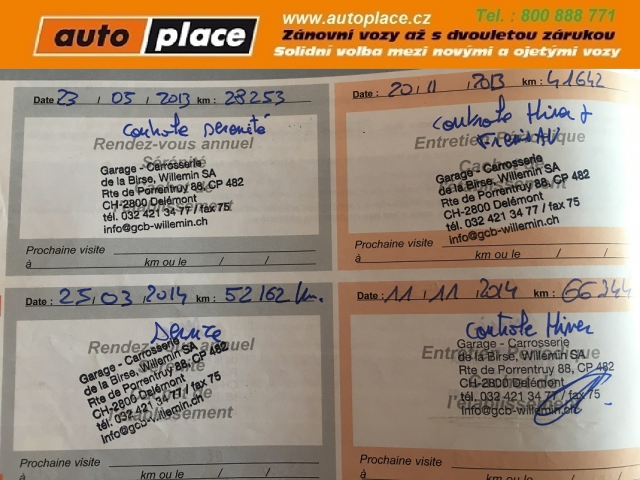 auto place
www.autoplace.cz
Tel. : 800 888 771
Zánovní vozy až s dvouletou zárukou
Solidní volba mezi novými a ojetými vozy
Date 23 / 05 / 2013 km : 28253
Controle Sérénité
Rendez-vous annuel
Sérénité
Garage - Carrosserie
de la Birse, Willemin SA
Rte de Porrentruy 88, CP 482
CH-2800 Delémont
tél. 032 421 34 77 / fax 75
info@gcb-willemin.ch
Prochaine visite
à km ou le / /
Date 20 / 11 / 2013 km : 41642
Controle Hiver
Entretien Périodique
Garage - Carrosserie
de la Birse, Willemin SA
Rte de Porrentruy 88, CP 482
CH-2800 Delémont
tél. 032 421 34 77 / fax 75
info@gcb-willemin.ch
Prochaine visite
à km ou le / /
Date : 25 / 03 / 2014 km : 52162 km.
Service
Rendez-vous annuel
Garage - Carrosserie
de la Birse, Willemin SA
Rte de Porrentruy 88, CP 482
CH-2800 Delémont
tél. 032 421 34 77 / fax 75
info@gcb-willemin.ch
Prochaine visite
km ou le / /
Date : 11 / 11 / 2014 km : 66344
Controle Hiver
Entretien Périodique
Garage - Carrosserie
de la Birse, Willemin SA
Rte de Porrentruy 88, CP 482
CH-2800 Delémont
tél. 032 421 34 77 / fax 75
info@gcb-willemin.ch
l'établissement
Prochaine visite
km ou le / /